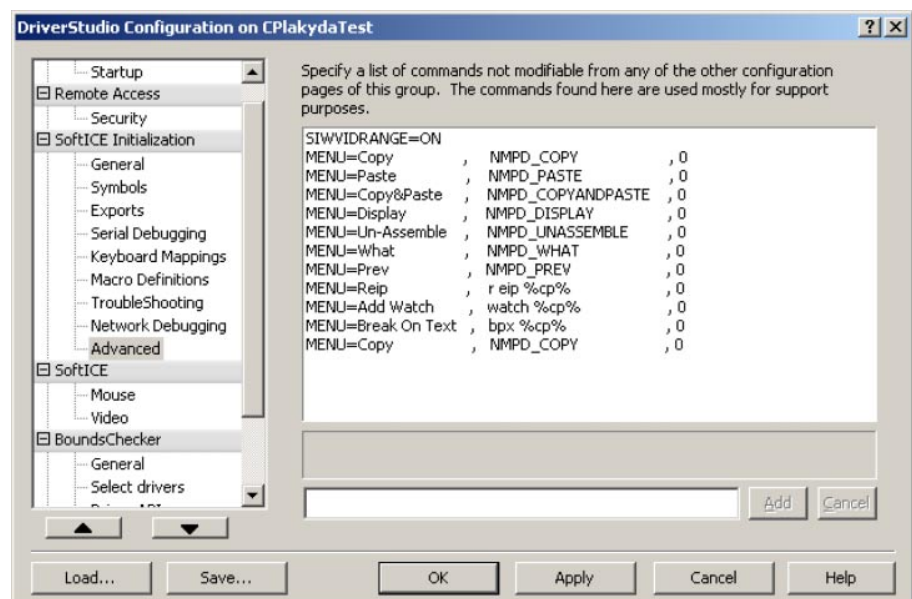 DriverStudio Configuration on CPlakydaTest
Startup
Remote Access
Security
SoftICE Initialization
General
Symbols
Exports
Serial Debugging
Keyboard Mappings
Macro Definitions
TroubleShooting
Network Debugging
Advanced
SoftICE
Mouse
Video
BoundsChecker
General
Select drivers
Specify a list of commands not modifiable from any of the other configuration
pages of this group. The commands found here are used mostly for support
purposes.
SIWVIDRANGE=ON
MENU=Copy , NMPD_COPY , 0
MENU=Paste , NMPD_PASTE , 0
MENU=Copy&Paste , NMPD_COPYANDPASTE , 0
MENU=Display , NMPD_DISPLAY , 0
MENU=Un-Assemble , NMPD_UNASSEMBLE , 0
MENU=What , NMPD_WHAT , 0
MENU=Prev , NMPD_PREV , 0
MENU=Reip , r eip %cp% , 0
MENU=Add Watch , watch %cp% , 0
MENU=Break On Text , bpx %cp% , 0
MENU=Copy , NMPD_COPY , 0
Add Cancel
Load... Save... OK Apply Cancel Help